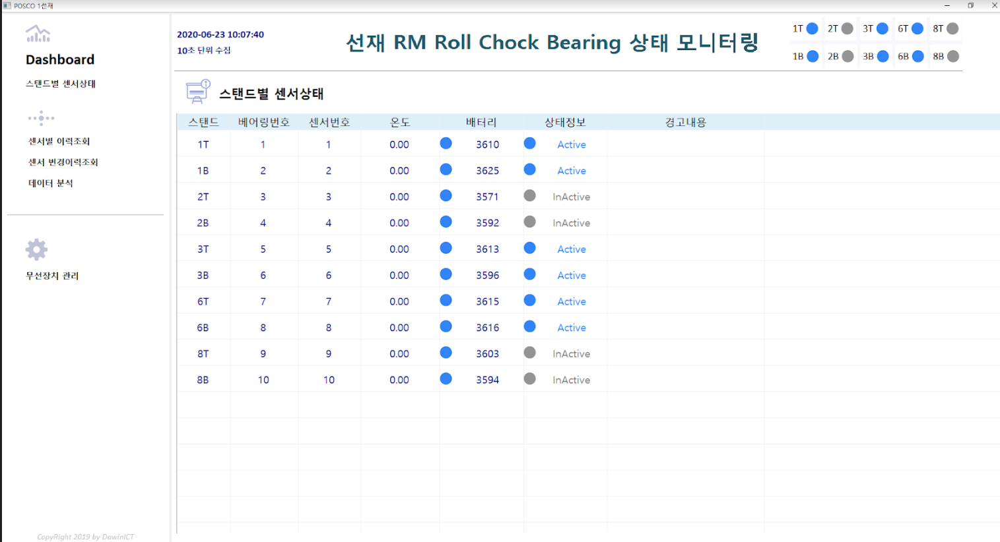 POSCO 1선재
Dashboard
스탠드별 센서상태
센서별 이력조회
센서 변경이력조회
데이터 분석
무선장치 관리
CopyRight 2019 by DawinICT
2020-06-23 10:07:40
10초 단위 수집
선재 RM Roll Chock Bearing 상태 모니터링
1T 2T 3T 6T 8T
1B 2B 3B 6B 8B
스탠드별 센서상태
스탠드 베어링번호 센서번호 온도 배터리 상태정보 경고내용
1T 1 1 0.00 3610 Active
1B 2 2 0.00 3625 Active
2T 3 3 0.00 3571 InActive
2B 4 4 0.00 3592 InActive
3T 5 5 0.00 3613 Active
3B 6 6 0.00 3596 Active
6T 7 7 0.00 3615 Active
6B 8 8 0.00 3616 Active
8T 9 9 0.00 3603 InActive
8B 10 10 0.00 3594 InActive